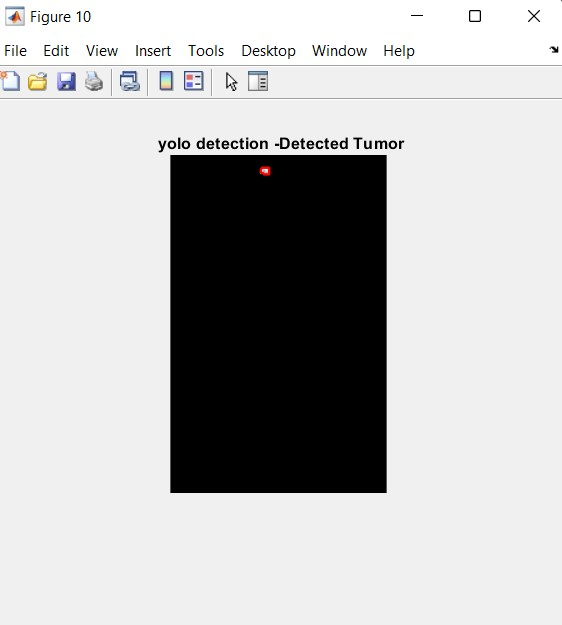 Figure 10
File Edit View Insert Tools Desktop Window Help
yolo detection -Detected Tumor